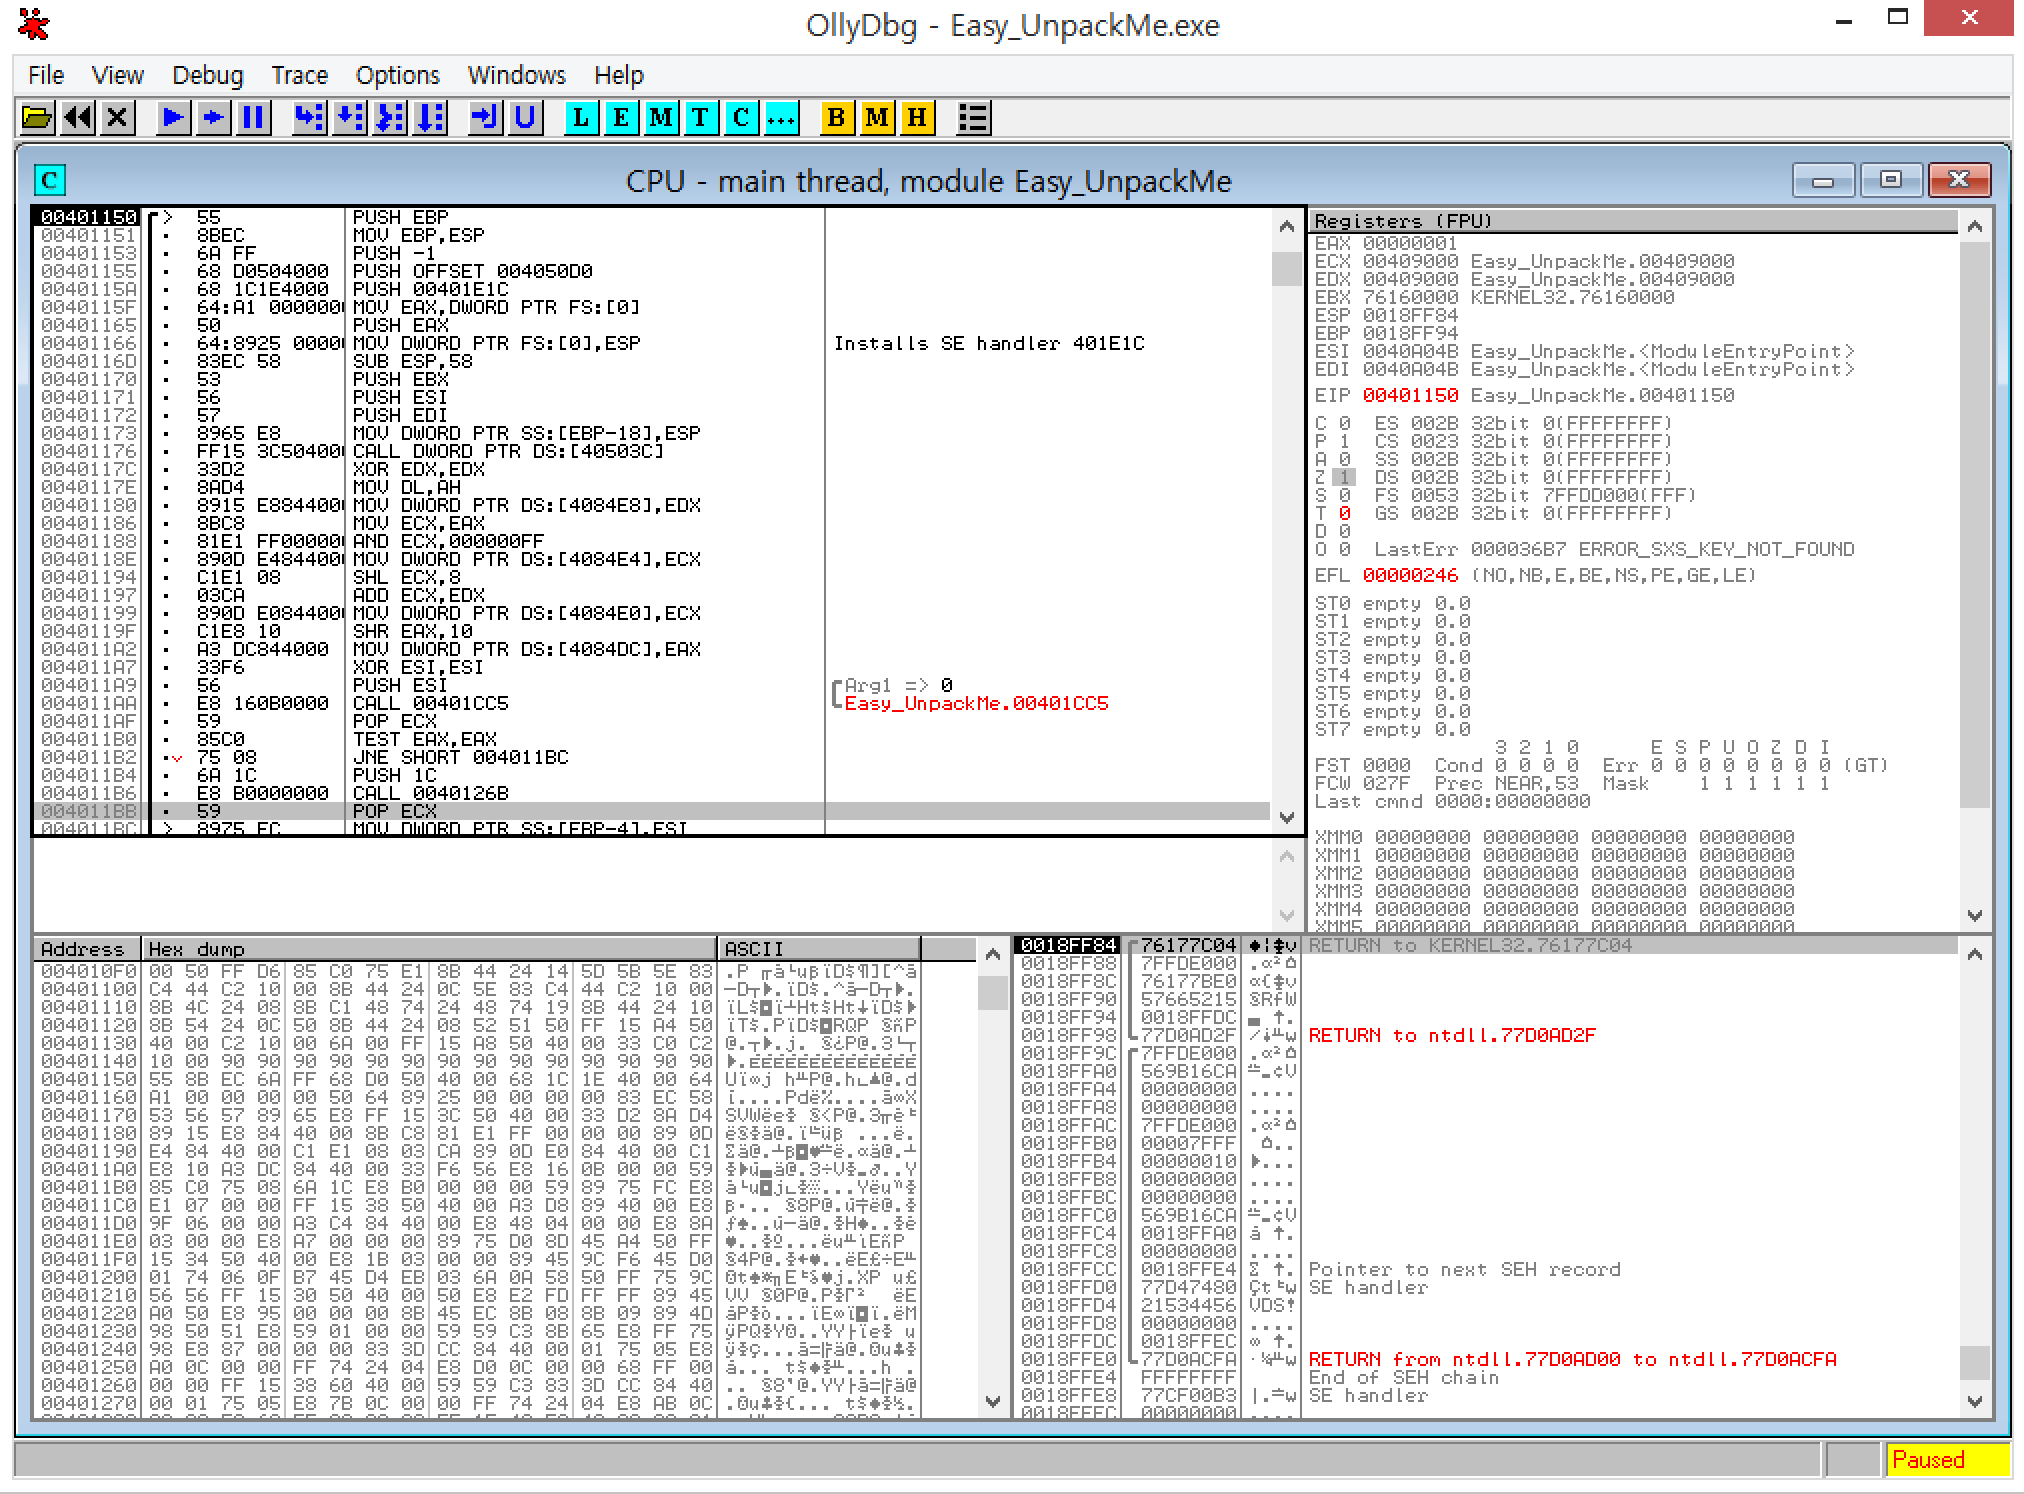 OllyDbg - Easy_UnpackMe.exe
File View Debug Trace Options Windows Help
L E M T C ... B M H
C CPU - main thread, module Easy_UnpackMe
00401150 > 55 PUSH EBP
00401151 . 8BEC MOV EBP,ESP
00401153 . 6A FF PUSH -1
00401155 . 68 D0504000 PUSH OFFSET 004050D0
0040115A . 68 1C1E4000 PUSH 00401E1C
0040115F . 64:A1 0000000 MOV EAX,DWORD PTR FS:[0]
00401165 . 50 PUSH EAX
00401166 . 64:8925 0000 MOV DWORD PTR FS:[0],ESP Installs SE handler 401E1C
0040116D . 83EC 58 SUB ESP,58
00401170 . 53 PUSH EBX
00401171 . 56 PUSH ESI
00401172 . 57 PUSH EDI
00401173 . 8965 E8 MOV DWORD PTR SS:[EBP-18],ESP
00401176 . FF15 3C50400 CALL DWORD PTR DS:[40503C]
0040117C . 33D2 XOR EDX,EDX
0040117E . 8AD4 MOV DL,AH
00401180 . 8915 E884400 MOV DWORD PTR DS:[4084E8],EDX
00401186 . 8BC8 MOV ECX,EAX
00401188 . 81E1 FF00000 AND ECX,000000FF
0040118E . 890D E484400 MOV DWORD PTR DS:[4084E4],ECX
00401194 . C1E1 08 SHL ECX,8
00401197 . 03CA ADD ECX,EDX
00401199 . 890D E084400 MOV DWORD PTR DS:[4084E0],ECX
0040119F . C1E8 10 SHR EAX,10
004011A2 . A3 DC844000 MOV DWORD PTR DS:[4084DC],EAX
004011A7 . 33F6 XOR ESI,ESI
004011A9 . 56 PUSH ESI Arg1 => 0
004011AA . E8 160B0000 CALL 00401CC5 Easy_UnpackMe.00401CC5
004011AF . 59 POP ECX
004011B0 . 85C0 TEST EAX,EAX
004011B2 . 75 08 JNE SHORT 004011BC
004011B4 . 6A 1C PUSH 1C
004011B6 . E8 B0000000 CALL 0040126B
004011BB . 59 POP ECX
004011BC > 8975 FC MOV DWORD PTR SS:[EBP-4],ESI
Registers (FPU)
EAX 00000001
ECX 00409000 Easy_UnpackMe.00409000
EDX 00409000 Easy_UnpackMe.00409000
EBX 76160000 KERNEL32.76160000
ESP 0018FF84
EBP 0018FF94
ESI 0040A04B Easy_UnpackMe.<ModuleEntryPoint>
EDI 0040A04B Easy_UnpackMe.<ModuleEntryPoint>
EIP 00401150 Easy_UnpackMe.00401150
C 0 ES 002B 32bit 0(FFFFFFFF)
P 1 CS 0023 32bit 0(FFFFFFFF)
A 0 SS 002B 32bit 0(FFFFFFFF)
Z 1 DS 002B 32bit 0(FFFFFFFF)
S 0 FS 0053 32bit 7FFDD000(FFF)
T 0 GS 002B 32bit 0(FFFFFFFF)
D 0
O 0 LastErr 000036B7 ERROR_SXS_KEY_NOT_FOUND
EFL 00000246 (NO,NB,E,BE,NS,PE,GE,LE)
ST0 empty 0.0
ST1 empty 0.0
ST2 empty 0.0
ST3 empty 0.0
ST4 empty 0.0
ST5 empty 0.0
ST6 empty 0.0
ST7 empty 0.0
3 2 1 0 E S P U O Z D I
FST 0000 Cond 0 0 0 0 Err 0 0 0 0 0 0 0 0 (GT)
FCW 027F Prec NEAR,53 Mask 1 1 1 1 1 1
Last cmnd 0000:00000000
XMM0 00000000 00000000 00000000 00000000
XMM1 00000000 00000000 00000000 00000000
XMM2 00000000 00000000 00000000 00000000
XMM3 00000000 00000000 00000000 00000000
XMM4 00000000 00000000 00000000 00000000
XMM5 00000000 00000000 00000000 00000000
Address Hex dump ASCII
004010F0 00 50 FF D6 85 C0 75 E1 8B 44 24 14 5D 5B 5E 83
00401100 C4 44 C2 10 00 8B 44 24 0C 5E 83 C4 44 C2 10 00
00401110 8B 4C 24 08 8B C1 48 74 24 48 74 19 8B 44 24 10
00401120 8B 54 24 0C 50 8B 44 24 08 52 51 50 FF 15 A4 50
00401130 40 00 C2 10 00 6A 00 FF 15 A8 50 40 00 33 C0 C2
00401140 10 00 90 90 90 90 90 90 90 90 90 90 90 90 90 90
00401150 55 8B EC 6A FF 68 D0 50 40 00 68 1C 1E 40 00 64
00401160 A1 00 00 00 00 50 64 89 25 00 00 00 00 83 EC 58
00401170 53 56 57 89 65 E8 FF 15 3C 50 40 00 33 D2 8A D4
00401180 89 15 E8 84 40 00 8B C8 81 E1 FF 00 00 00 89 0D
00401190 E4 84 40 00 C1 E1 08 03 CA 89 0D E0 84 40 00 C1
004011A0 E8 10 A3 DC 84 40 00 33 F6 56 E8 16 0B 00 00 59
004011B0 85 C0 75 08 6A 1C E8 B0 00 00 00 59 89 75 FC E8
004011C0 E1 07 00 00 FF 15 38 50 40 00 A3 D8 89 40 00 E8
004011D0 9F 06 00 00 A3 C4 84 40 00 E8 48 04 00 00 E8 8A
004011E0 03 00 00 E8 A7 00 00 00 89 75 D0 8D 45 A4 50 FF
004011F0 15 34 50 40 00 E8 1B 03 00 00 89 45 9C F6 45 D0
00401200 01 74 06 0F B7 45 D4 EB 03 6A 0A 58 50 FF 75 9C
00401210 56 56 FF 15 30 50 40 00 50 E8 E2 FD FF FF 89 45
00401220 A0 50 E8 95 00 00 00 8B 45 EC 8B 08 8B 09 89 4D
00401230 98 50 51 E8 59 01 00 00 59 59 C3 8B 65 E8 FF 75
00401240 98 E8 87 00 00 00 83 3D CC 84 40 00 01 75 05 E8
00401250 A0 0C 00 00 FF 74 24 04 E8 D0 0C 00 00 68 FF 00
00401260 00 00 FF 15 38 60 40 00 59 59 C3 83 3D CC 84 40
00401270 00 01 75 05 E8 7B 0C 00 00 FF 74 24 04 E8 AB 0C
0018FF84 76177C04 RETURN to KERNEL32.76177C04
0018FF88 7FFDE000
0018FF8C 76177BE0
0018FF90 57665215
0018FF94 0018FFDC
0018FF98 77D0AD2F RETURN to ntdll.77D0AD2F
0018FF9C 7FFDE000
0018FFA0 569B16CA
0018FFA4 00000000
0018FFA8 00000000
0018FFAC 7FFDE000
0018FFB0 00007FFF
0018FFB4 00000010
0018FFB8 00000000
0018FFBC 00000000
0018FFC0 569B16CA
0018FFC4 0018FFA0
0018FFC8 00000000
0018FFCC 0018FFE4 Pointer to next SEH record
0018FFD0 77D47480 SE handler
0018FFD4 21534456
0018FFD8 00000000
0018FFDC 0018FFEC
0018FFE0 77D0ACFA RETURN from ntdll.77D0AD00 to ntdll.77D0ACFA
0018FFE4 FFFFFFFF End of SEH chain
0018FFE8 77CF00B3 SE handler
0018FFEC 00000000
Paused